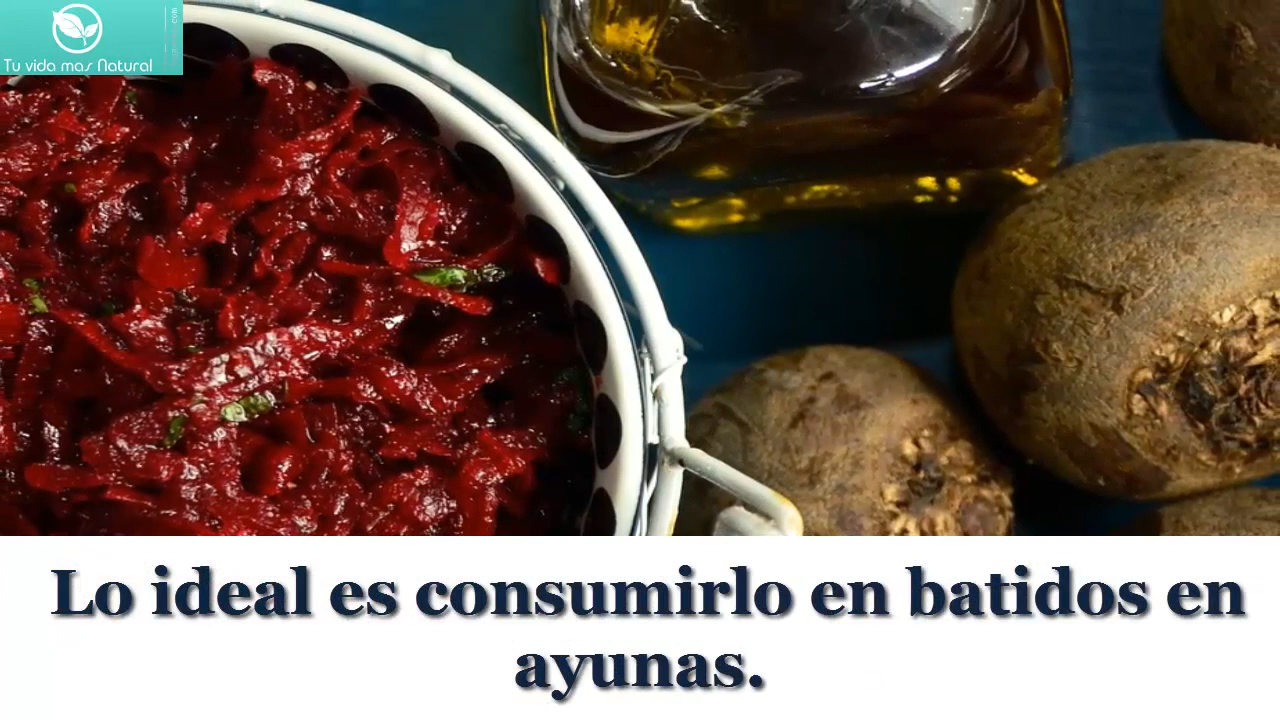 Tu vida mas Natural
Lo ideal es consumirlo en batidos en
ayunas.